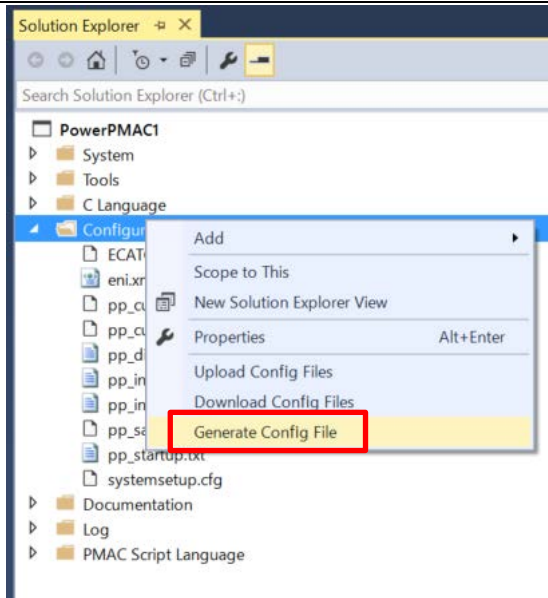 Solution Explorer
Search Solution Explorer (Ctrl+:)
PowerPMAC1
System
Tools
C Language
Configur
Add
ECAT
Scope to This
eni.xr
New Solution Explorer View
pp_cu
pp_cu
Properties Alt+Enter
pp_di
Upload Config Files
pp_in
Download Config Files
pp_in
Generate Config File
pp_sa
pp_startup.txt
systemsetup.cfg
Documentation
Log
PMAC Script Language